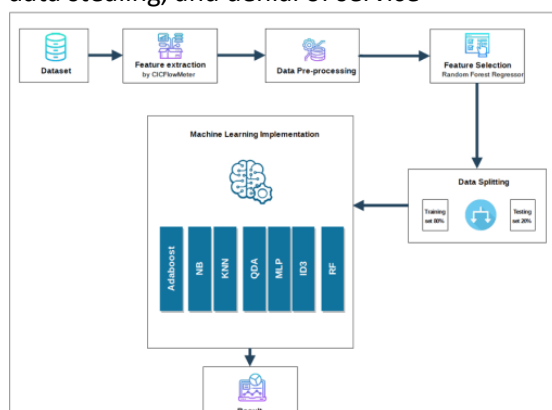 data stealing, and denial of service
Dataset
Feature extraction
by CICFlowMeter
Data Pre-processing
Feature Selection
Random Forest Regressor
Data Splitting
Training
set 80%
Testing
set 20%
Machine Learning Implementation
Adaboost
NB
KNN
QDA
MLP
ID3
RF
Result